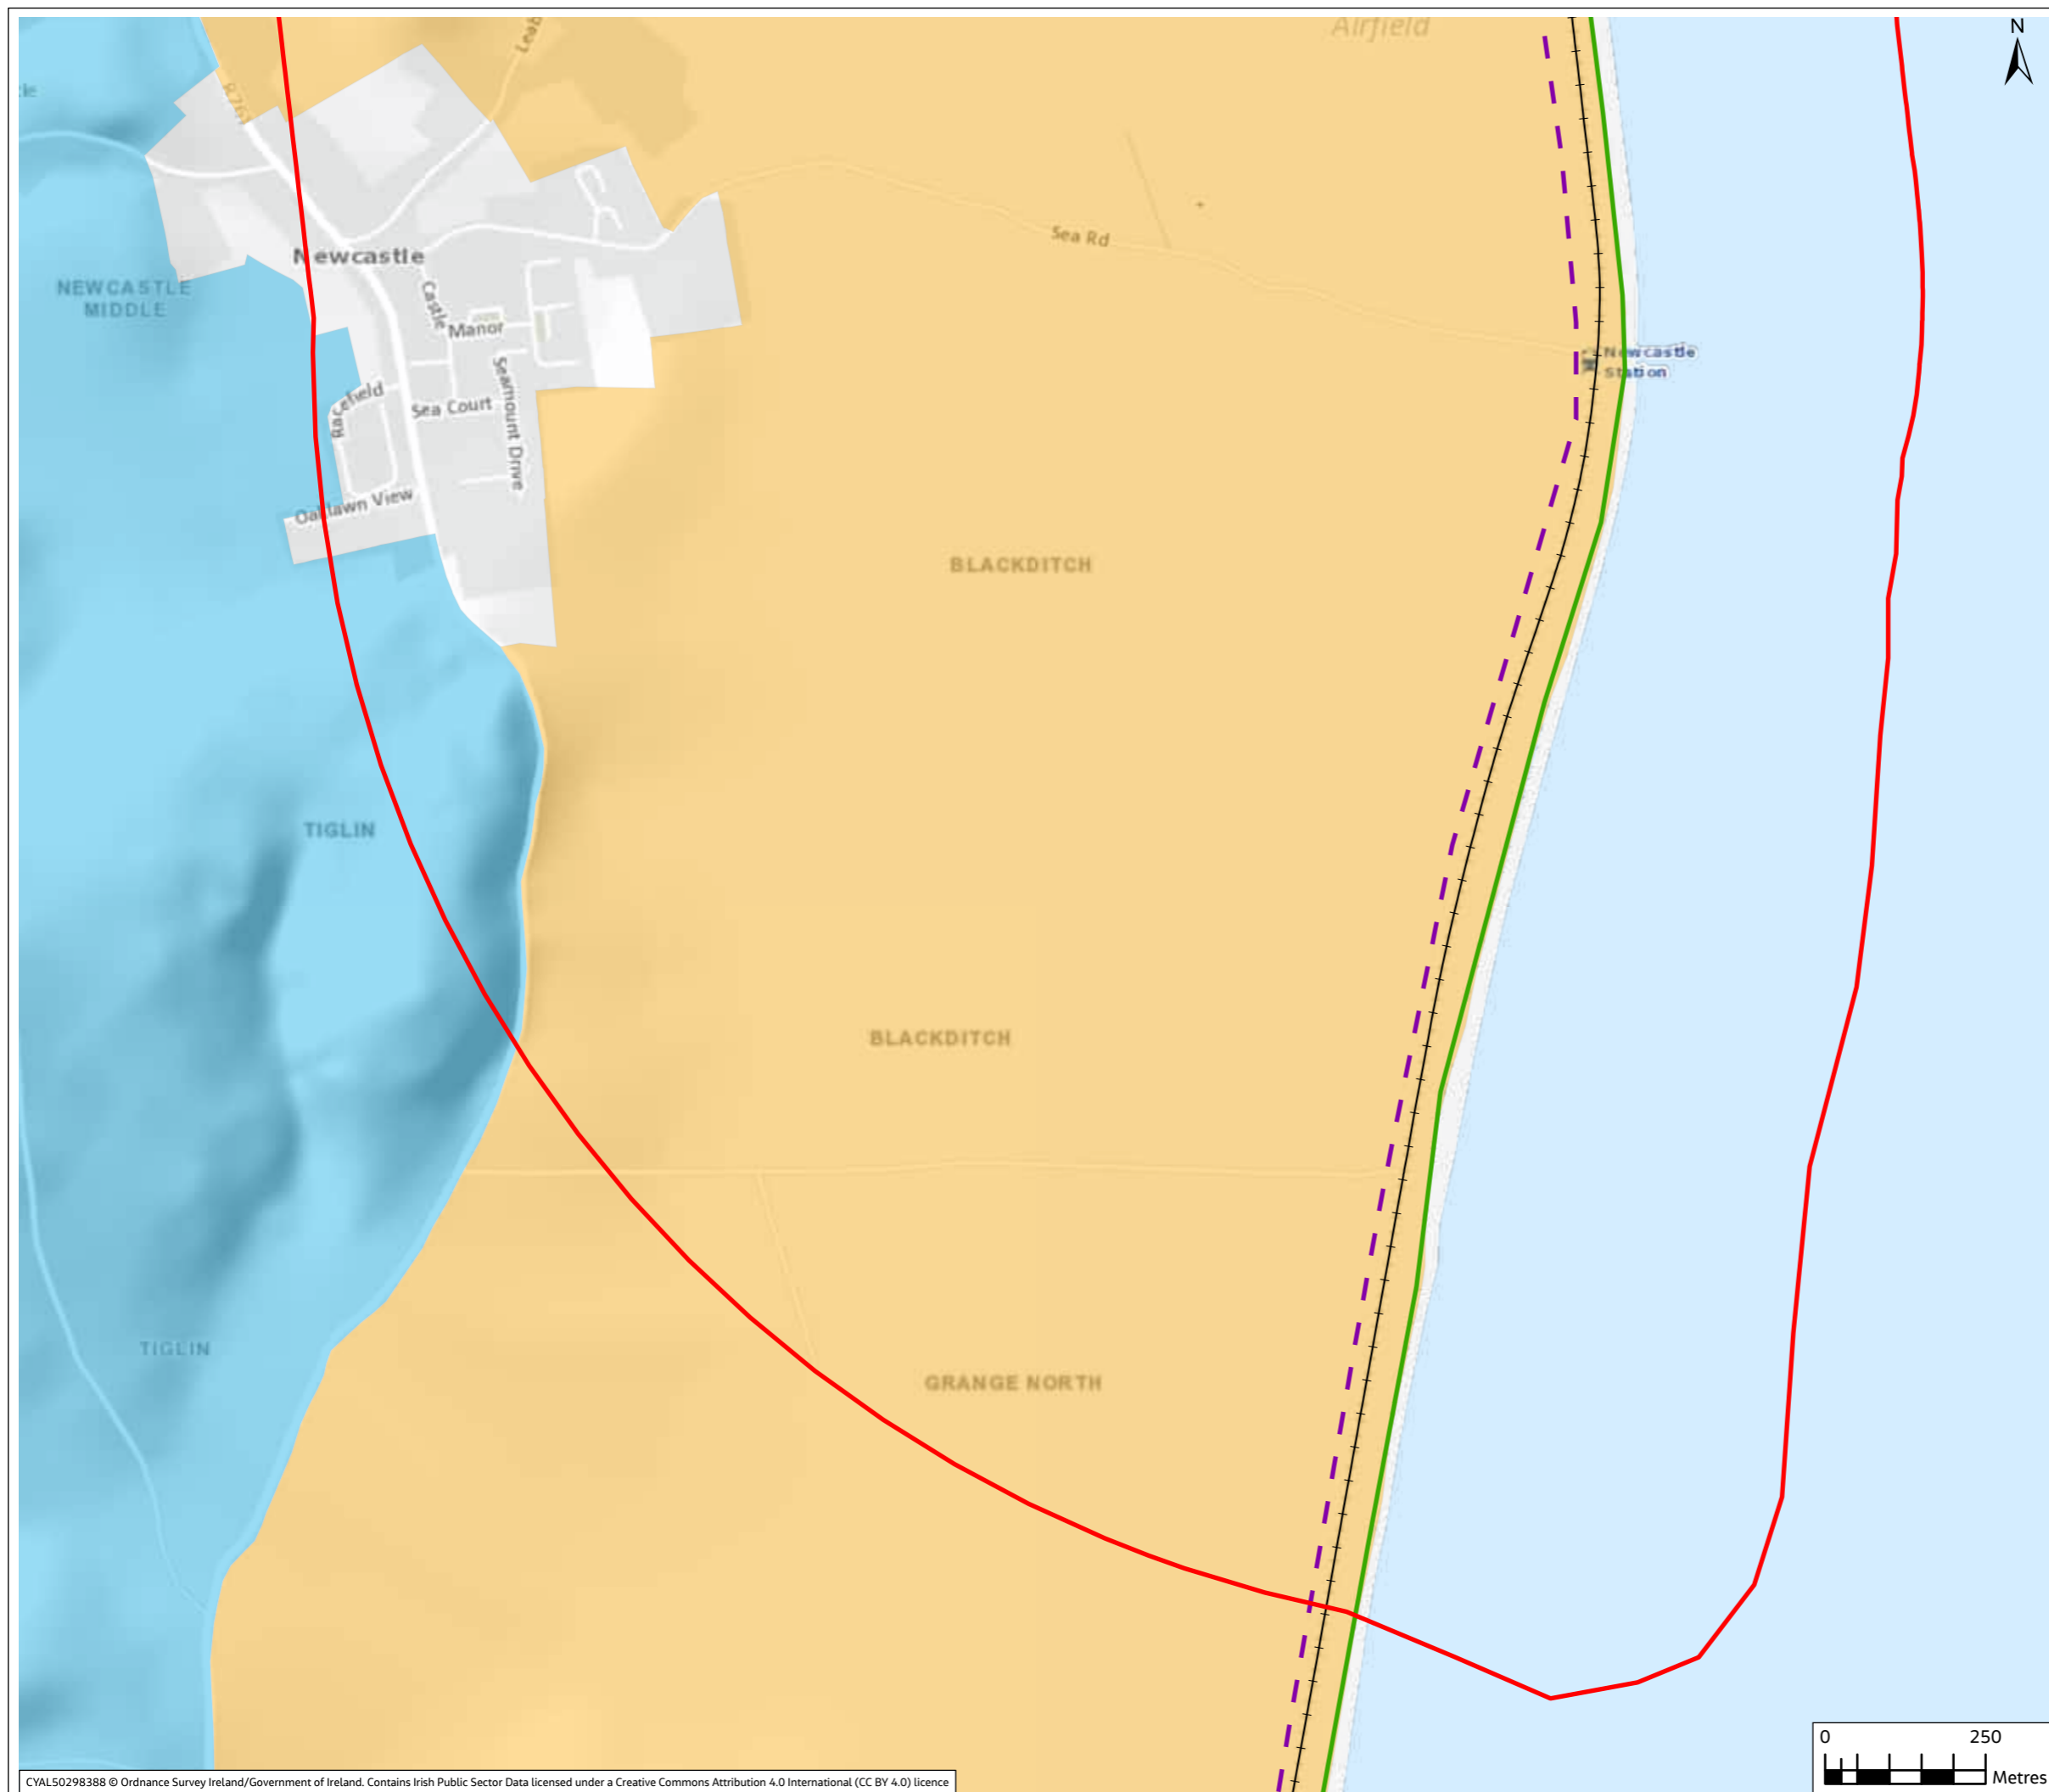 Airfield
N
R761
Sea Rd
Newcastle
NEWCASTLE
MIDDLE
Castle
Manor
Newcastle
Station
Racefield
Sea Court
Seamount Drive
Oaklawn View
BLACKDITCH
TIGLIN
BLACKDITCH
TIGLIN
GRANGE NORTH
0 250
Metres
CYAL50298388 © Ordnance Survey Ireland/Government of Ireland. Contains Irish Public Sector Data licensed under a Creative Commons Attribution 4.0 International (CC BY 4.0) licence